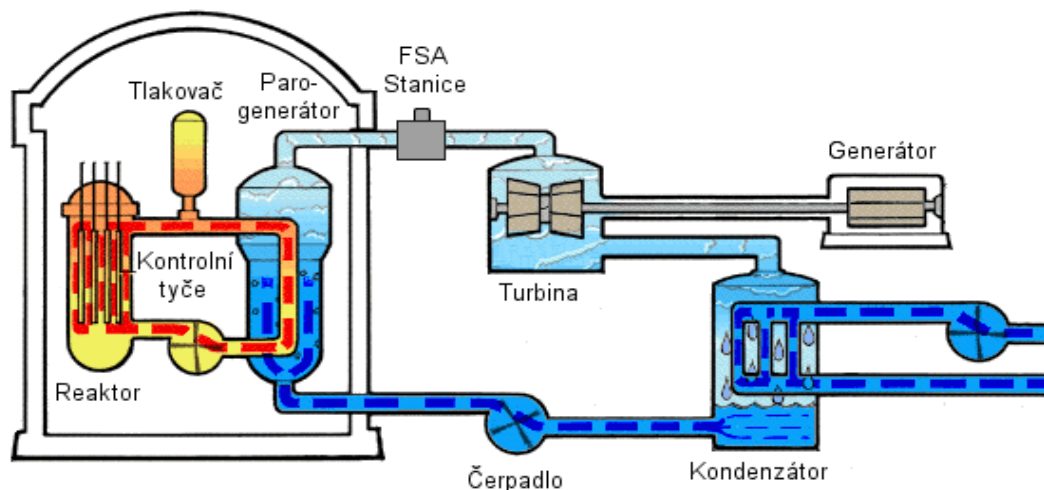 FSA
Stanice
Paro-
generátor
Tlakovač
Generátor
Kontrolní
tyče
Turbina
Reaktor
Čerpadlo
Kondenzátor